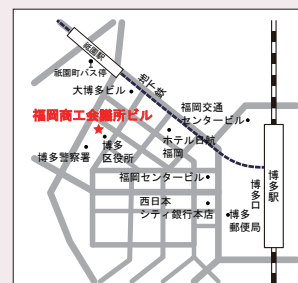 祇園駅
祇園町バス停
地下鉄
大博多ビル
福岡商工会議所ビル
福岡交通
センタービル
ホテル日航
福岡
博多警察署
博多
区役所
福岡センタービル
博多口
博多駅
西日本
シティ銀行本店
博多
郵便局